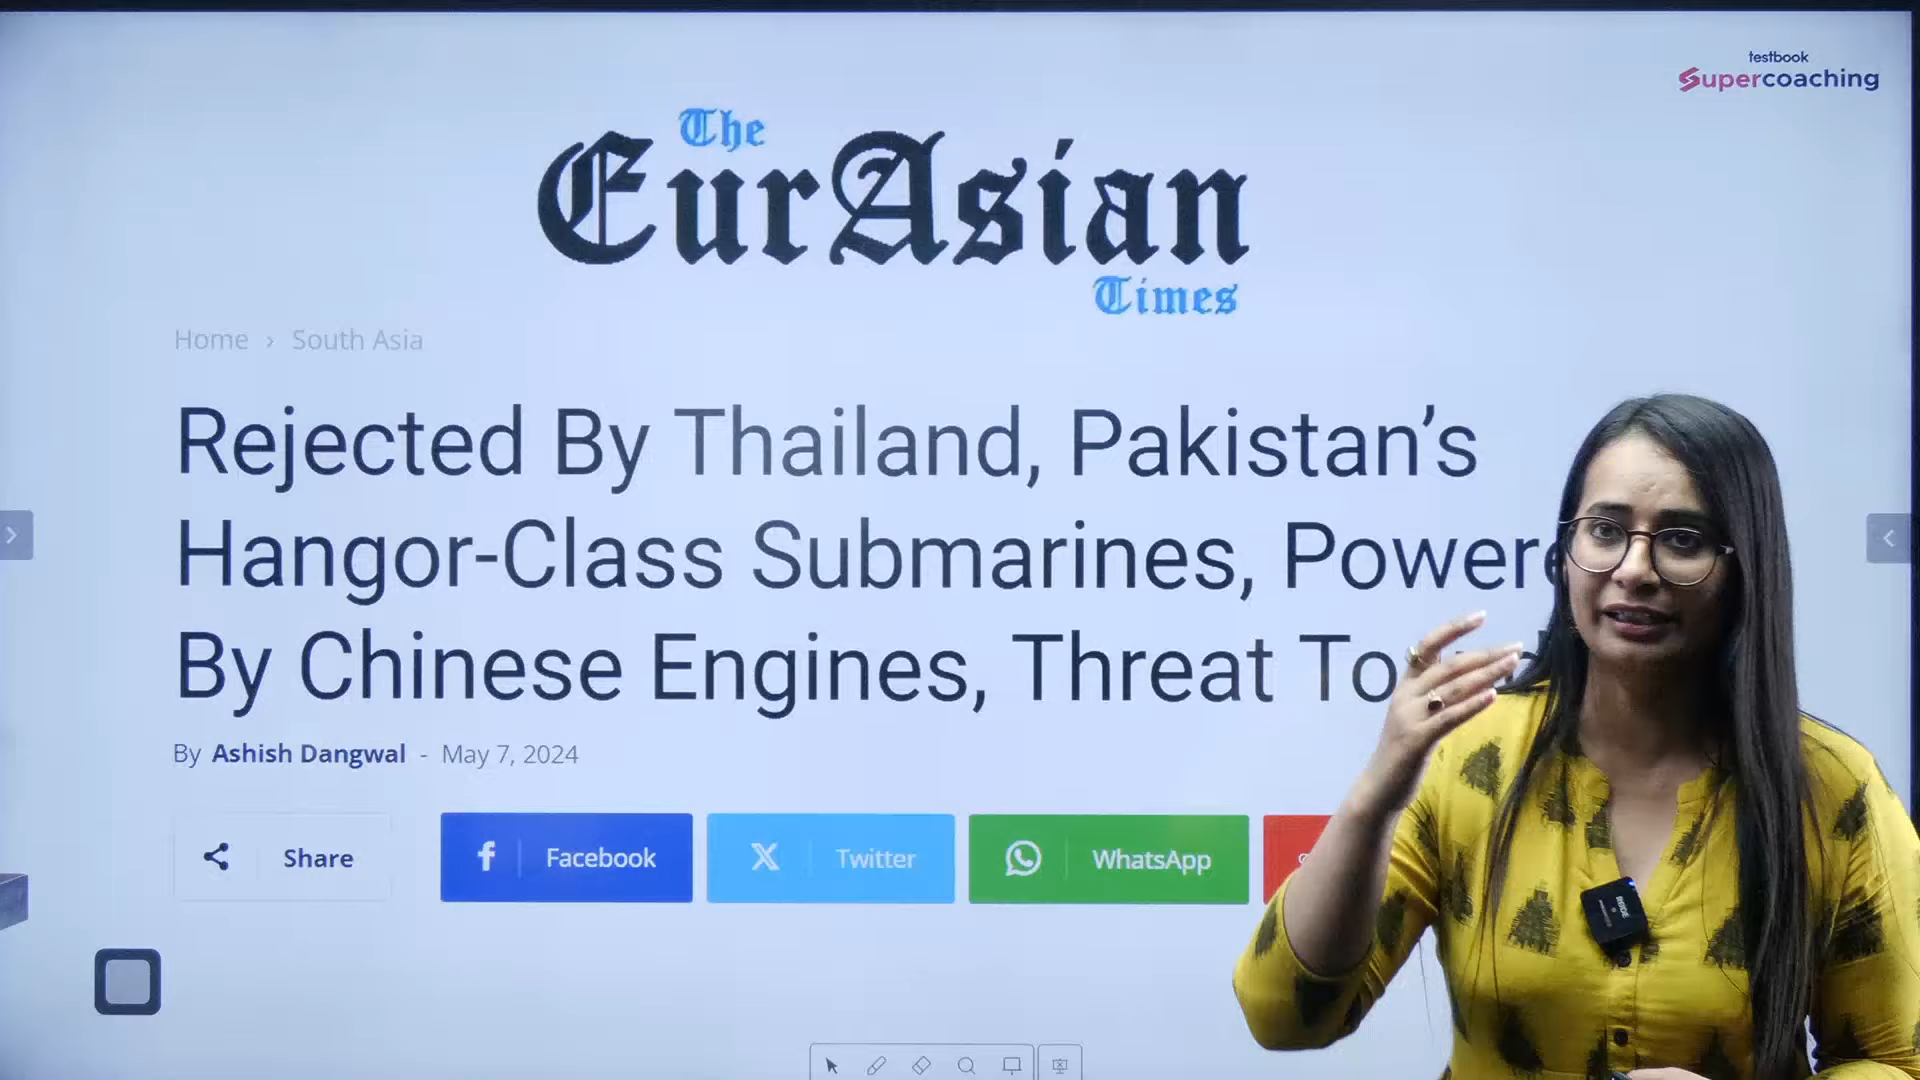 testbook
Supercoaching
The
EurAsian
Times
Home › South Asia
Rejected By Thailand, Pakistan’s
Hangor-Class Submarines,
By Chinese Engines, Threat To
By Ashish Dangwal - May 7, 2024
Share
Facebook
Twitter
WhatsApp